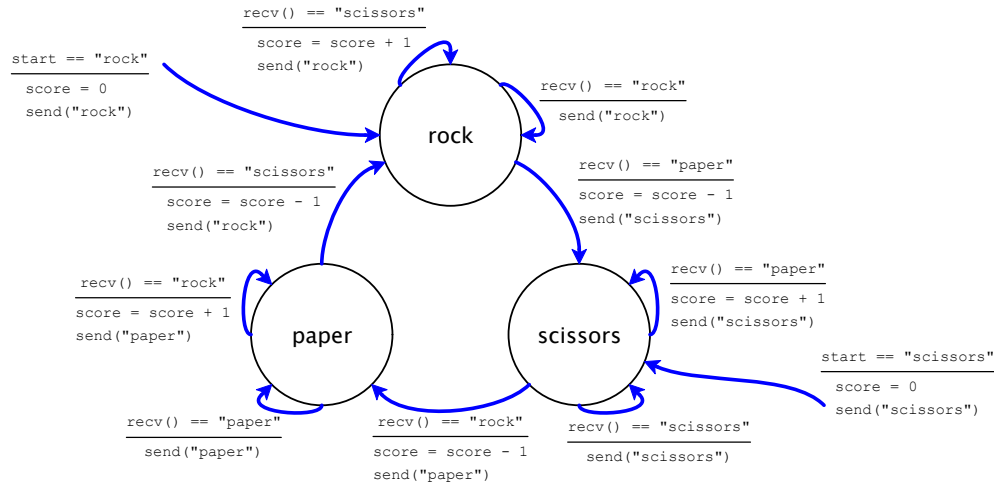 recv() == "scissors"
score = score + 1
send("rock")
start == "rock"
score = 0
send("rock")
recv() == "rock"
send("rock")
rock
recv() == "scissors"
score = score - 1
send("rock")
recv() == "paper"
score = score - 1
send("scissors")
recv() == "rock"
score = score + 1
send("paper")
paper
scissors
recv() == "paper"
score = score + 1
send("scissors")
start == "scissors"
score = 0
send("scissors")
recv() == "paper"
send("paper")
recv() == "rock"
score = score - 1
send("paper")
recv() == "scissors"
send("scissors")